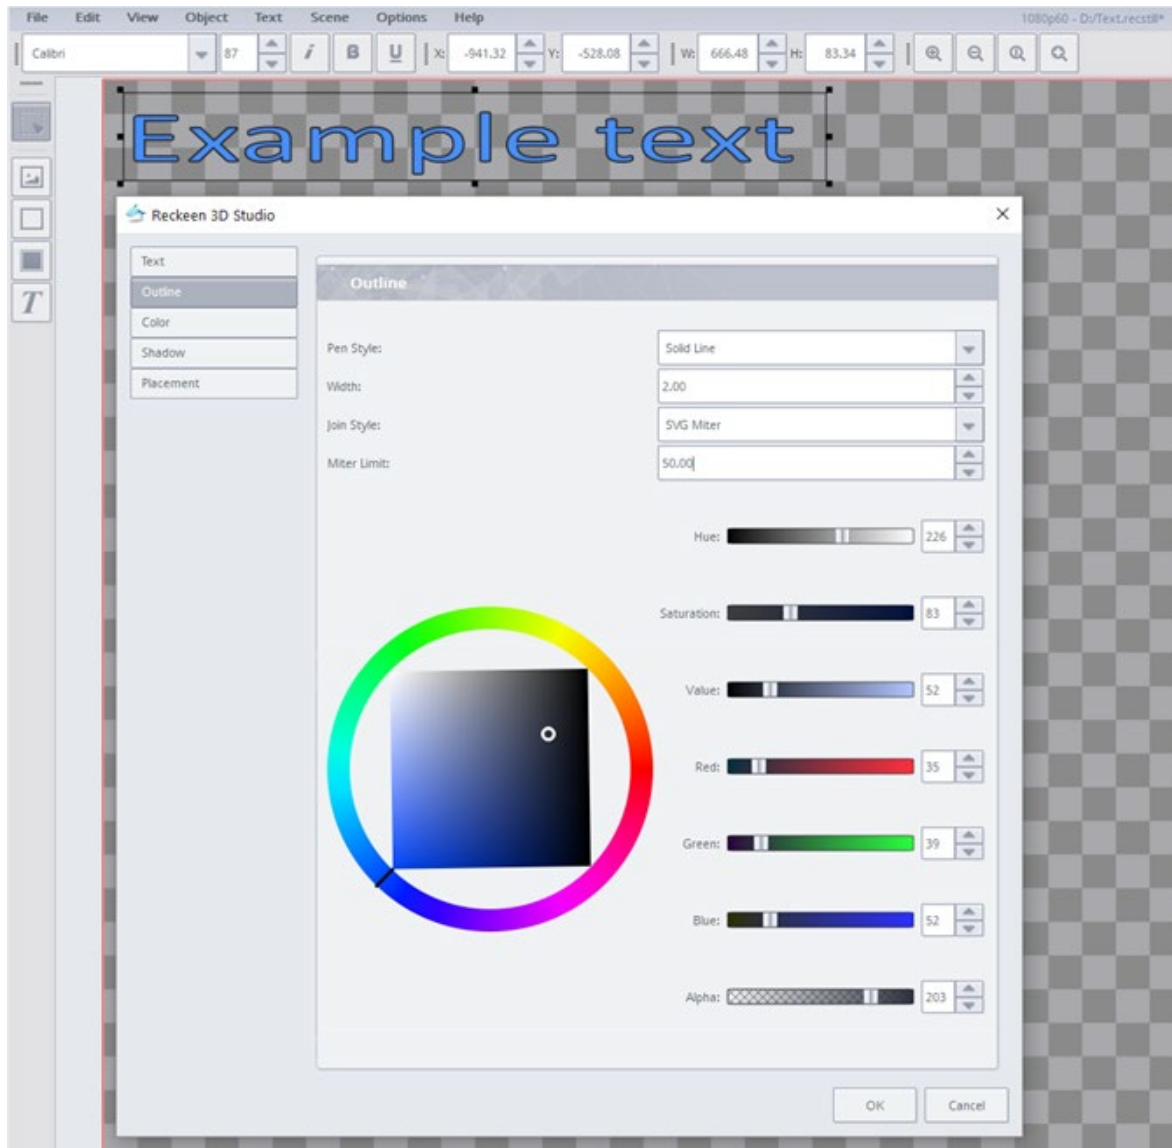 File Edit View Object Text Scene Options Help 1080p60 - D:/Text.recstill*
Calibri 87 i B U X: -941.32 Y: -528.08 W: 666.48 H: 83.34
Example text
T
Reckeen 3D Studio
Text
Outline
Color
Shadow
Placement
Outline
Pen Style: Solid Line
Width: 2.00
Join Style: SVG Miter
Miter Limit: 50.00
Hue: 226
Saturation: 83
Value: 52
Red: 35
Green: 39
Blue: 52
Alpha: 203
OK Cancel